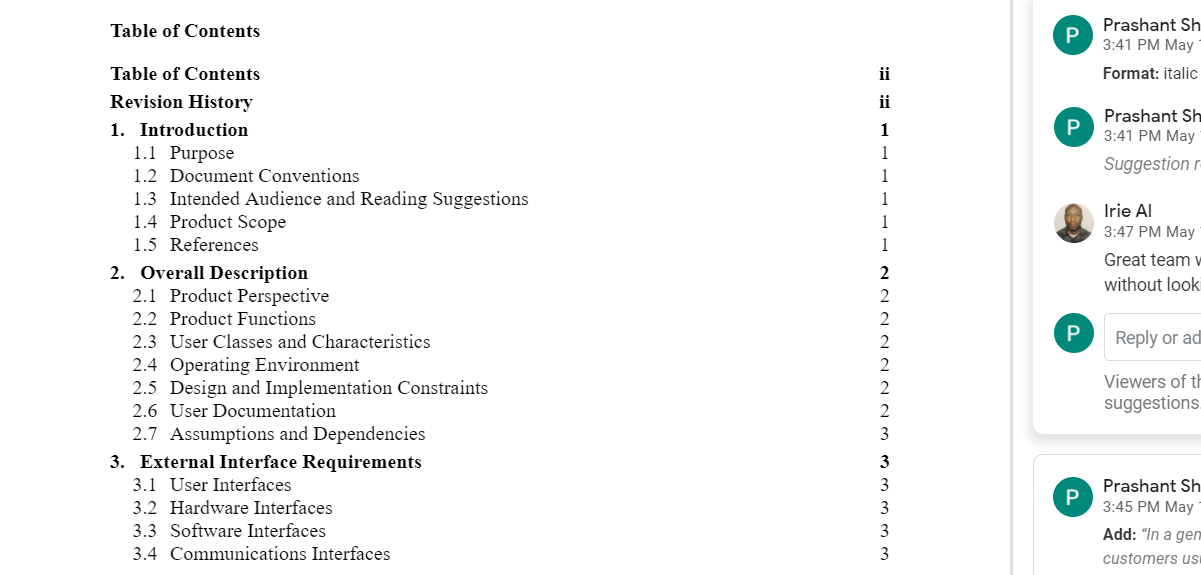 Table of Contents
Table of Contents ii
Revision History ii
1. Introduction 1
1.1 Purpose 1
1.2 Document Conventions 1
1.3 Intended Audience and Reading Suggestions 1
1.4 Product Scope 1
1.5 References 1
2. Overall Description 2
2.1 Product Perspective 2
2.2 Product Functions 2
2.3 User Classes and Characteristics 2
2.4 Operating Environment 2
2.5 Design and Implementation Constraints 2
2.6 User Documentation 2
2.7 Assumptions and Dependencies 3
3. External Interface Requirements 3
3.1 User Interfaces 3
3.2 Hardware Interfaces 3
3.3 Software Interfaces 3
3.4 Communications Interfaces 3
P
Prashant Sh
3:41 PM May
Format: italic
P
Prashant Sh
3:41 PM May
Suggestion
Irie Al
3:47 PM May
Great team
without
P
Reply or
Viewers of
suggestions
P
Prashant Sh
3:45 PM May
Add: “In a
customers